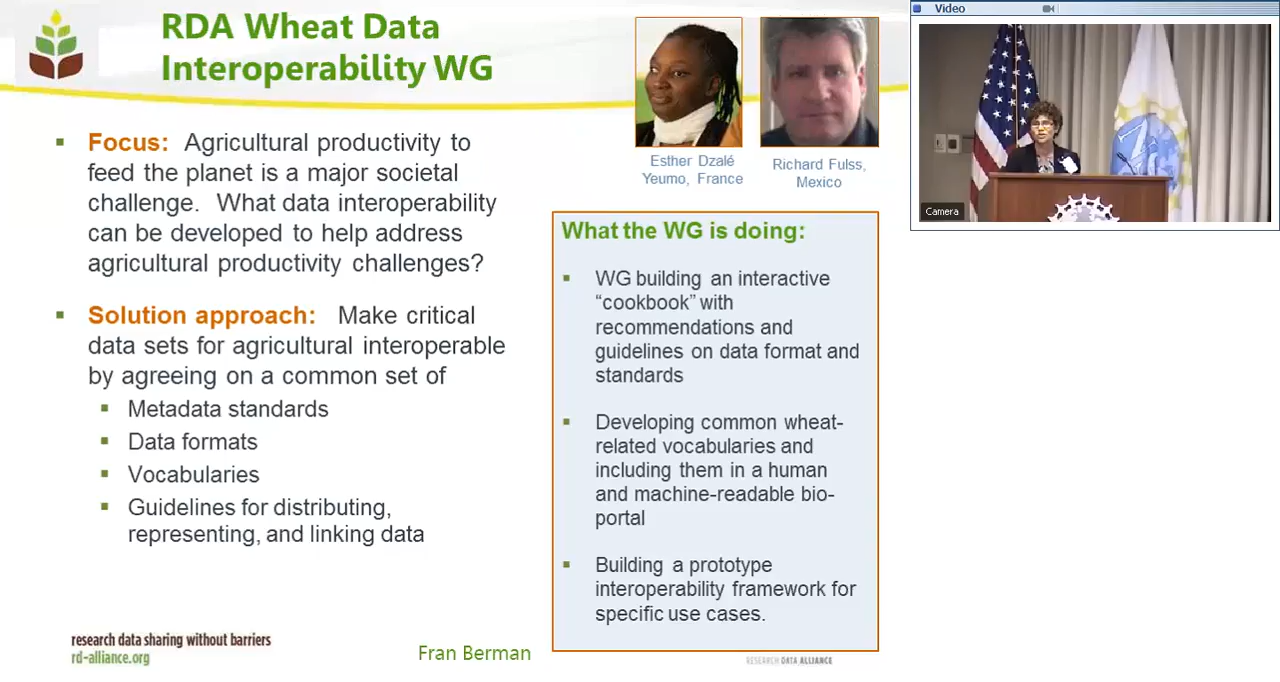 RDA Wheat Data
Interoperability WG
Esther Dzalé
Yeumo, France
Richard Fulss,
Mexico
Video
Camera
Focus: Agricultural productivity to
feed the planet is a major societal
challenge. What data interoperability
can be developed to help address
agricultural productivity challenges?
Solution approach: Make critical
data sets for agricultural interoperable
by agreeing on a common set of
Metadata standards
Data formats
Vocabularies
Guidelines for distributing,
representing, and linking data
What the WG is doing:
WG building an interactive
“cookbook” with
recommendations and
guidelines on data format and
standards
Developing common wheat-
related vocabularies and
including them in a human
and machine-readable bio-
portal
Building a prototype
interoperability framework for
specific use cases.
research data sharing without barriers
rd-alliance.org
Fran Berman
RESEARCH DATA ALLIANCE